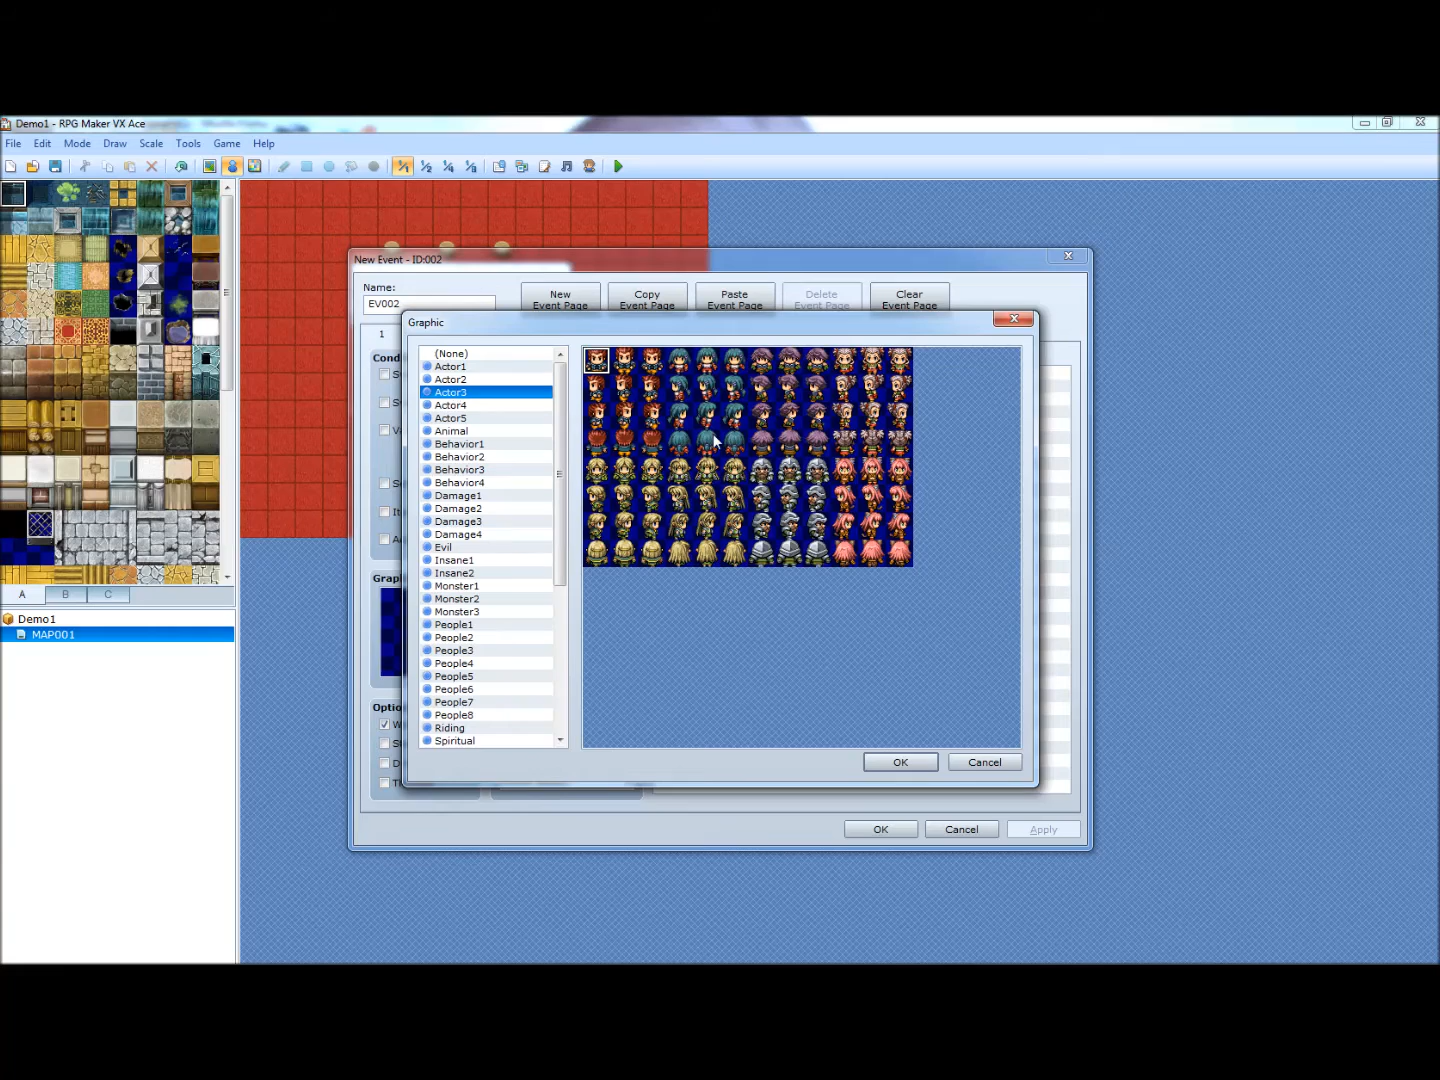 Demo1 - RPG Maker VX Ace
File Edit Mode Draw Scale Tools Game Help
New Event - ID:002
Name:
EV002
New Event Page
Copy Event Page
Paste Event Page
Delete Event Page
Clear Event Page
1
Graphic
(None)
Actor1
Actor2
Actor3
Actor4
Actor5
Animal
Behavior1
Behavior2
Behavior3
Behavior4
Damage1
Damage2
Damage3
Damage4
Evil
Insane1
Insane2
Monster1
Monster2
Monster3
People1
People2
People3
People4
People5
People6
People7
People8
Riding
Spiritual
OK Cancel
Cond
Grap
Optio
OK Cancel Apply
A B C
Demo1
MAP001